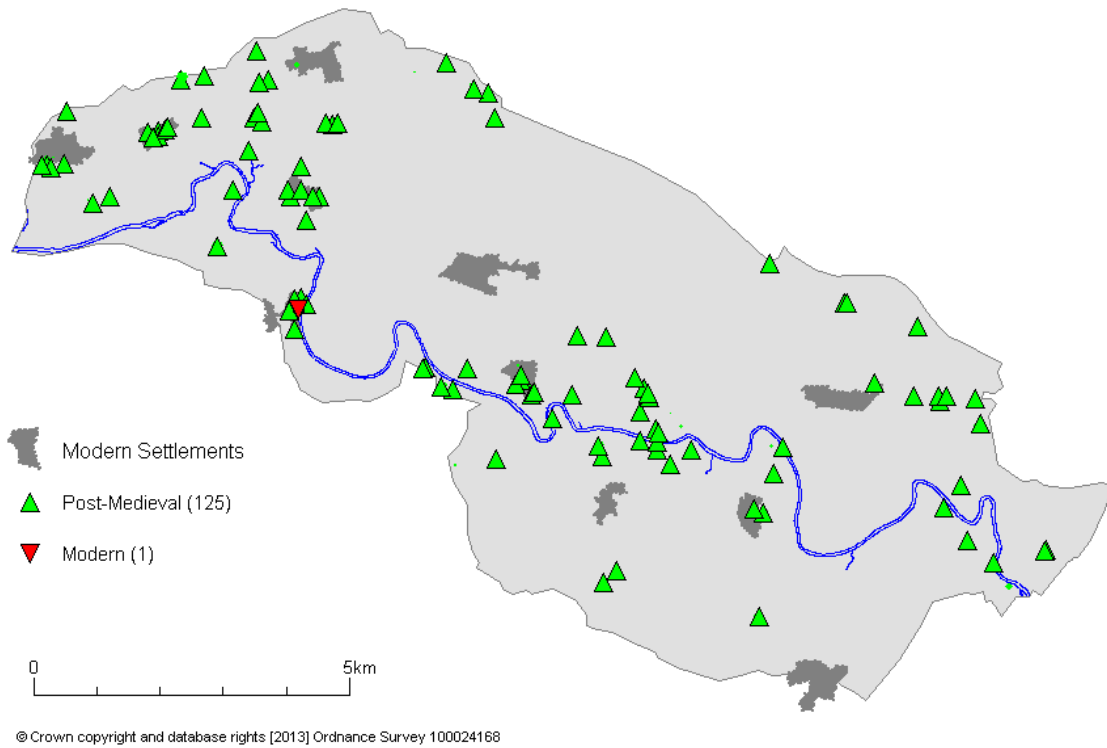 Modern Settlements
Post-Medieval (125)
Modern (1)
0 5km
© Crown copyright and database rights [2013] Ordnance Survey 100024168